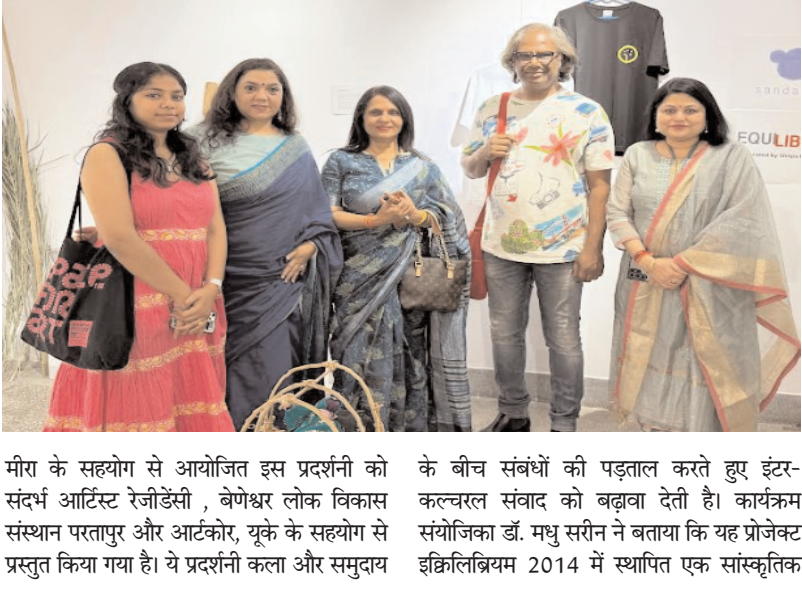 sanda
EQUILIB
मीरा के सहयोग से आयोजित इस प्रदर्शनी को
संदर्भ आर्टिस्ट रेजीडेंसी , बेणेश्वर लोक विकास
संस्थान परतापुर और आर्टकोर, यूके के सहयोग से
प्रस्तुत किया गया है। ये प्रदर्शनी कला और समुदाय
के बीच संबंधों की पड़ताल करते हुए इंटर-
कल्चरल संवाद को बढ़ावा देती है। कार्यक्रम
संयोजिका डॉ. मधु सरीन ने बताया कि यह प्रोजेक्ट
इक्विलिब्रियम 2014 में स्थापित एक सांस्कृतिक